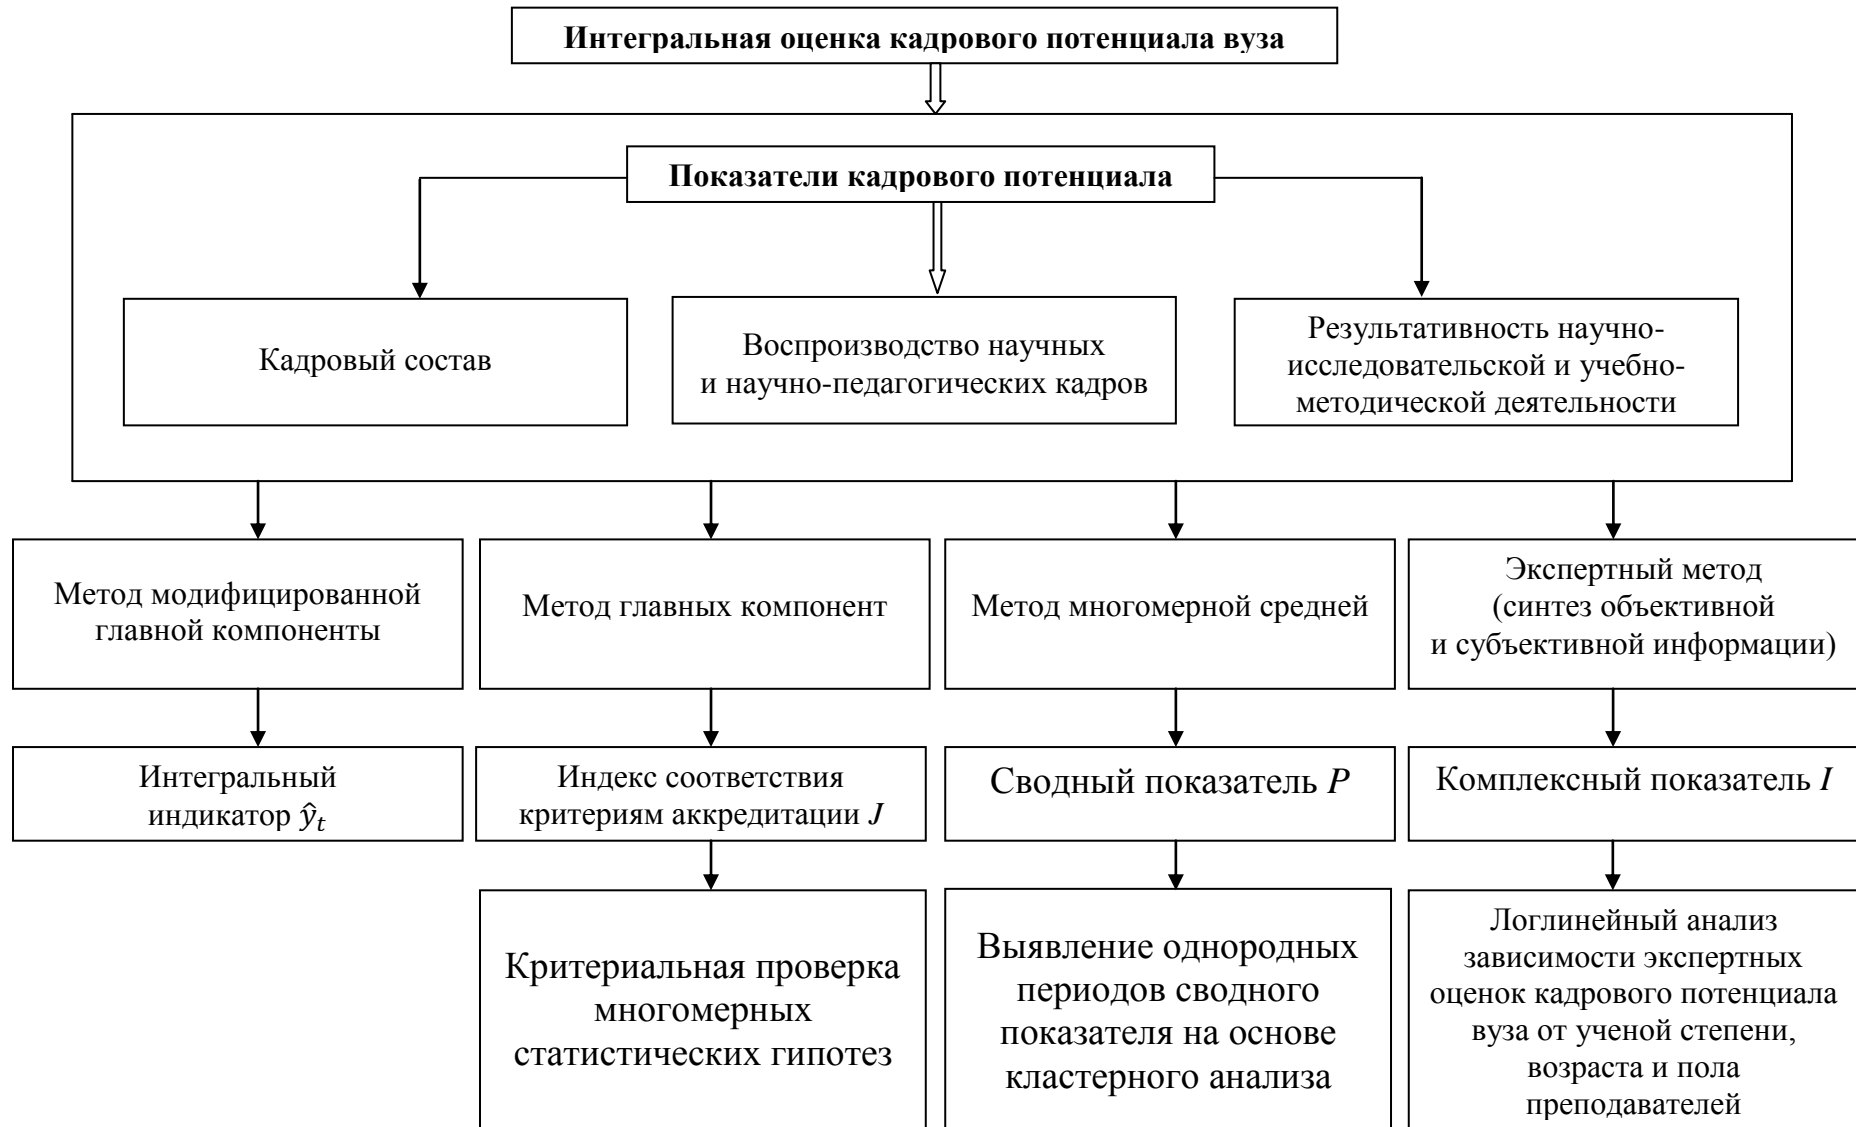 Интегральная оценка кадрового потенциала вуза
Показатели кадрового потенциала
Кадровый состав
Воспроизводство научных
и научно-педагогических кадров
Результативность научно-
исследовательской и учебно-
методической деятельности
Метод модифицированной
главной компоненты
Метод главных компонент
Метод многомерной средней
Экспертный метод
(синтез объективной
и субъективной информации)
Интегральный
индикатор ŷₜ
Индекс соответствия
критериям аккредитации J
Сводный показатель P
Комплексный показатель I
Критериальная проверка
многомерных
статистических гипотез
Выявление однородных
периодов сводного
показателя на основе
кластерного анализа
Логлинейный анализ
зависимости экспертных
оценок кадрового потенциала
вуза от ученой степени,
возраста и пола
преподавателей